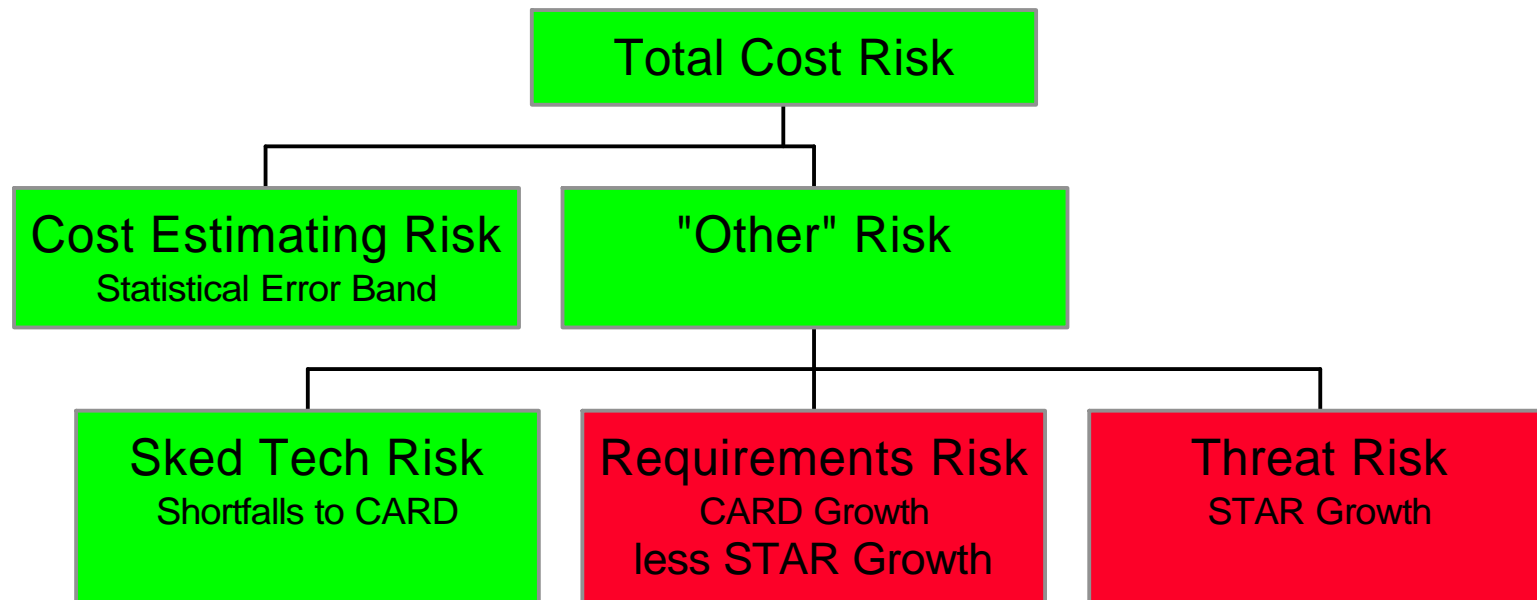 Total Cost Risk
Cost Estimating Risk
Statistical Error Band
"Other" Risk
Sked Tech Risk
Shortfalls to CARD
Requirements Risk
CARD Growth
less STAR Growth
Threat Risk
STAR Growth